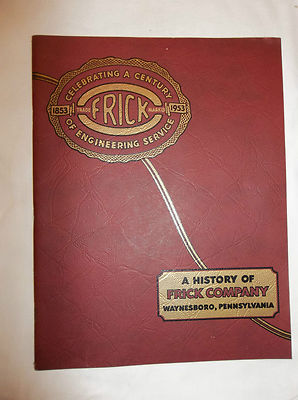 CELEBRATING A CENTURY
1853 TRADE FRICK MARK® 1953
OF ENGINEERING SERVICE
A HISTORY OF
FRICK COMPANY
WAYNESBORO, PENNSYLVANIA